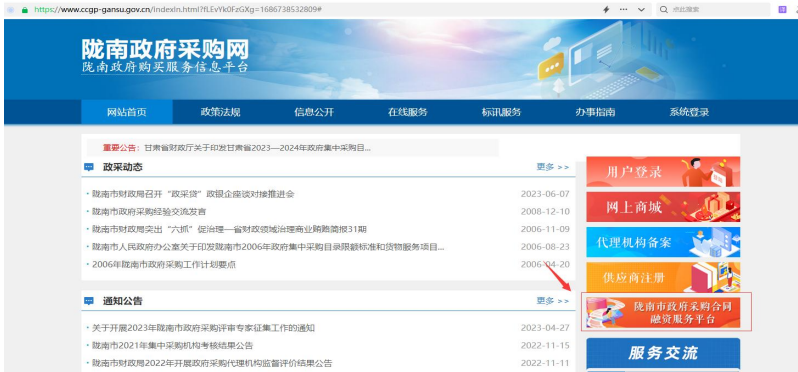 https://www.ccgp-gansu.gov.cn/indexln.html?fLEvYk0FzGXg=1686738532809#
点此搜索
陇南政府采购网
陇南政府购买服务信息平台
网站首页 政策法规 信息公开 在线服务 标讯服务 办事指南 系统登录
重要公告：甘肃省财政厅关于印发甘肃省2023—2024年政府集中采购目...
政采动态 更多 >>
· 陇南市财政局召开“政采贷”政银企座谈对接推进会 2023-06-07
· 陇南市政府采购经验交流发言 2008-12-10
· 陇南市财政局突出“六抓”促治理—省财政领域治理商业贿赂简报31期 2006-11-09
· 陇南市人民政府办公室关于印发陇南市2006年政府集中采购目录限额标准和货物服务项目... 2006-08-23
· 2006年陇南市政府采购工作计划要点 2006-04-20
通知公告 更多 >>
· 关于开展2023年陇南市政府采购评审专家征集工作的通知 2023-04-27
· 陇南市2021年集中采购机构考核结果公告 2022-11-15
· 陇南市财政局2022年开展政府采购代理机构监督评价结果公告 2022-11-11
用户登录
网上商城
代理机构备案
供应商注册
陇南市政府采购合同
融资服务平台
服务交流